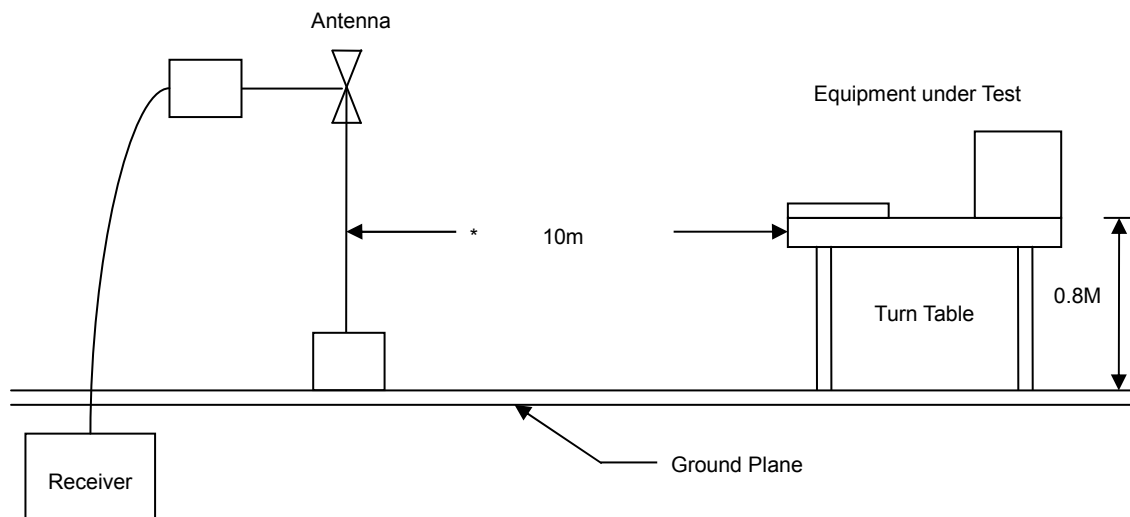 Antenna
Equipment under Test
* 10m
0.8M
Turn Table
Ground Plane
Receiver